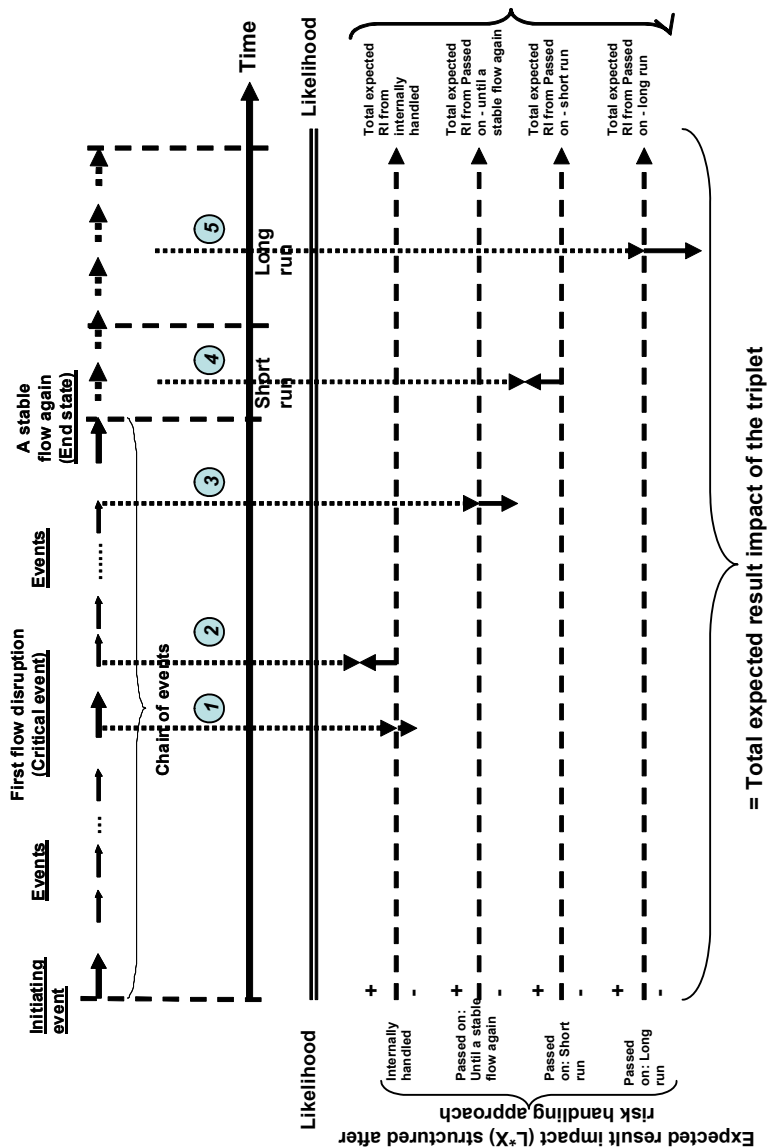 Initiating
event
Events
First flow disruption
(Critical event)
Events
A stable
flow again
(End state)
...
......
Chain of events
1
2
3
4
5
Short
run
Long
run
Time
Likelihood
Likelihood
Expected result impact (L*X) structured after
risk handling approach
Internally
handled
+
-
Total expected
RI from
internally
handled
Passed on:
Until a stable
flow again
+
-
Total expected
RI from Passed
on - until a
stable flow again
Passed
on: Short
run
+
-
Total expected
RI from Passed
on - short run
Passed
on: Long
run
+
-
Total expected
RI from Passed
on - long run
= Total expected result impact of the triplet